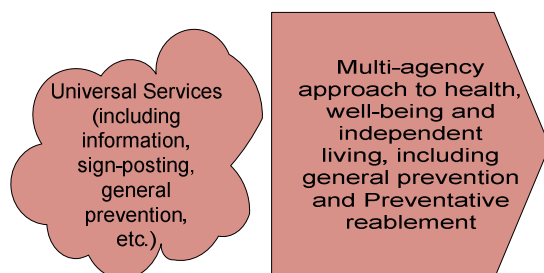 Universal Services
(including
information,
sign-posting,
general
prevention,
etc.)
Multi-agency
approach to health,
well-being and
independent
living, including
general prevention
and Preventative
reablement